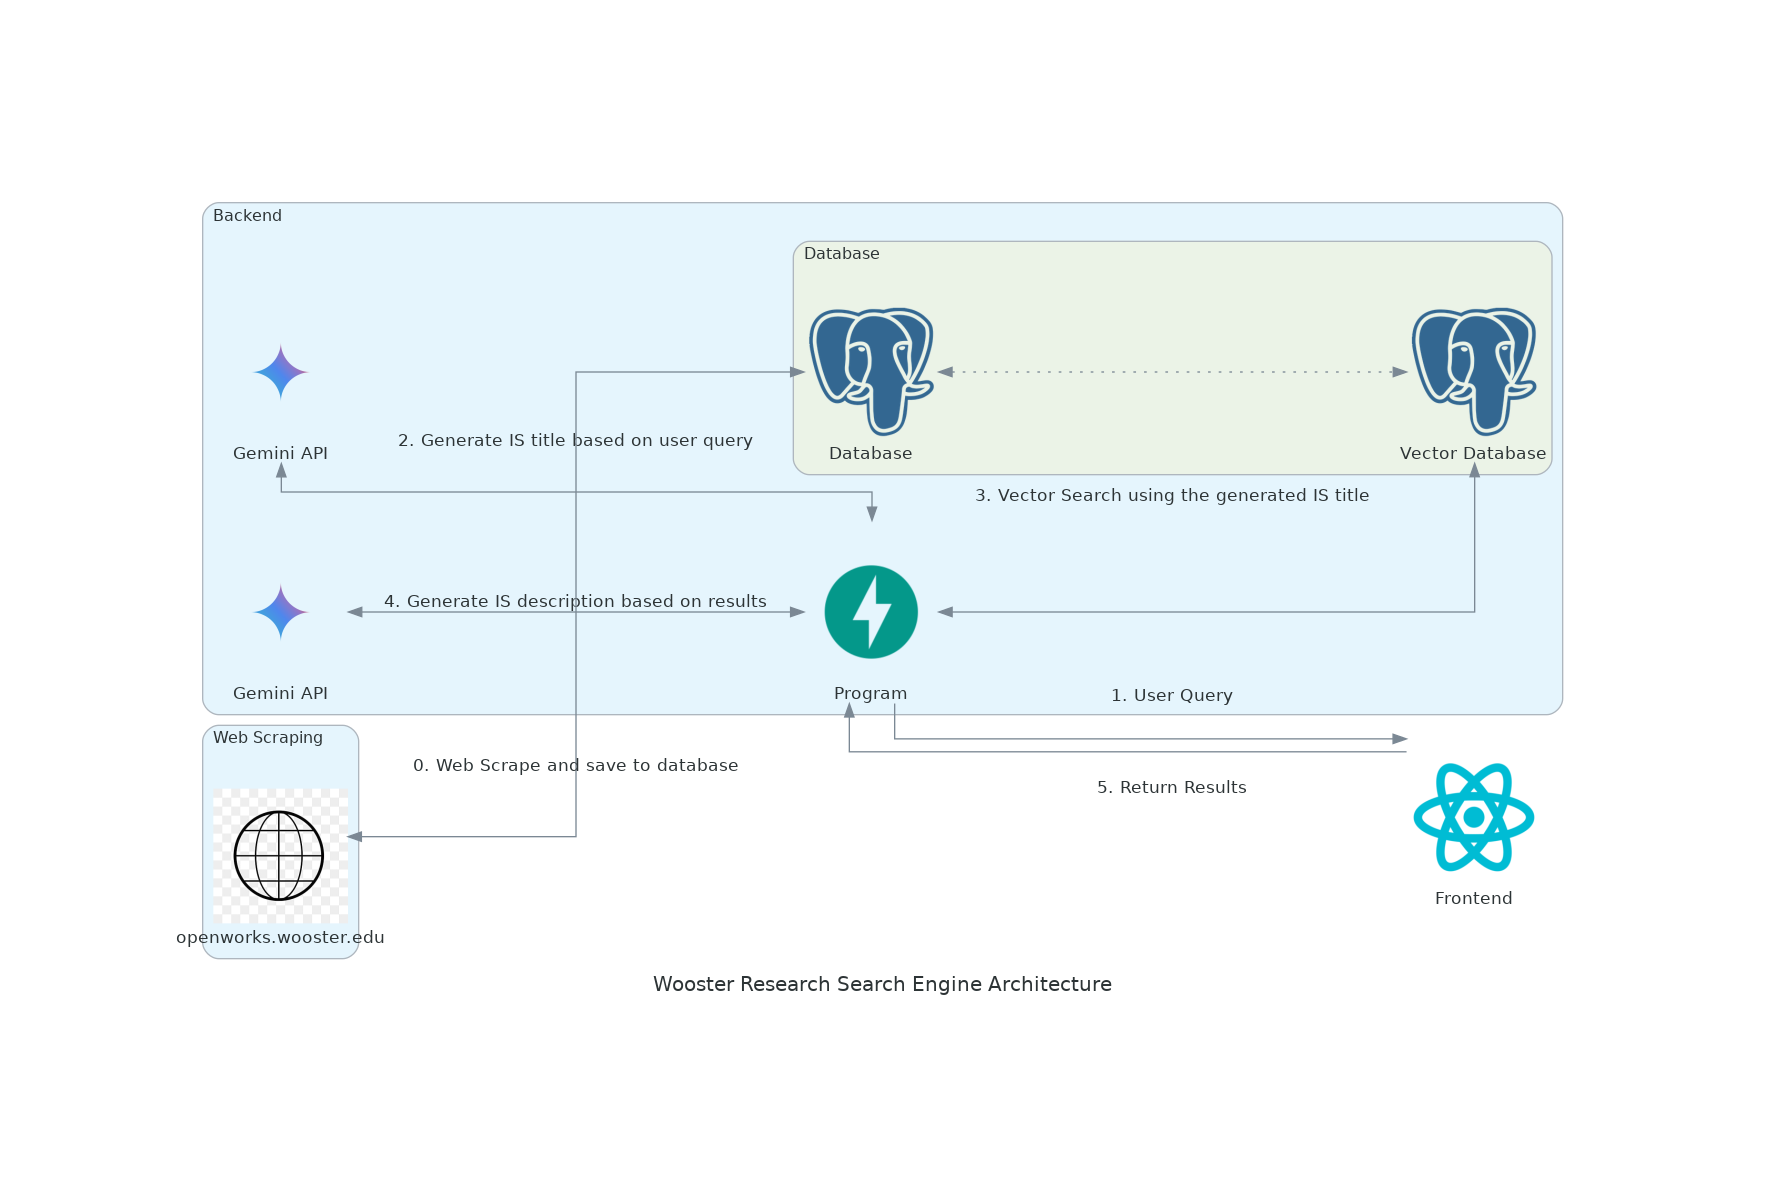 Backend
Database
Gemini API
2. Generate IS title based on user query
Database
Vector Database
3. Vector Search using the generated IS title
4. Generate IS description based on results
Gemini API
Program
1. User Query
Web Scraping
0. Web Scrape and save to database
5. Return Results
Frontend
openworks.wooster.edu
Wooster Research Search Engine Architecture